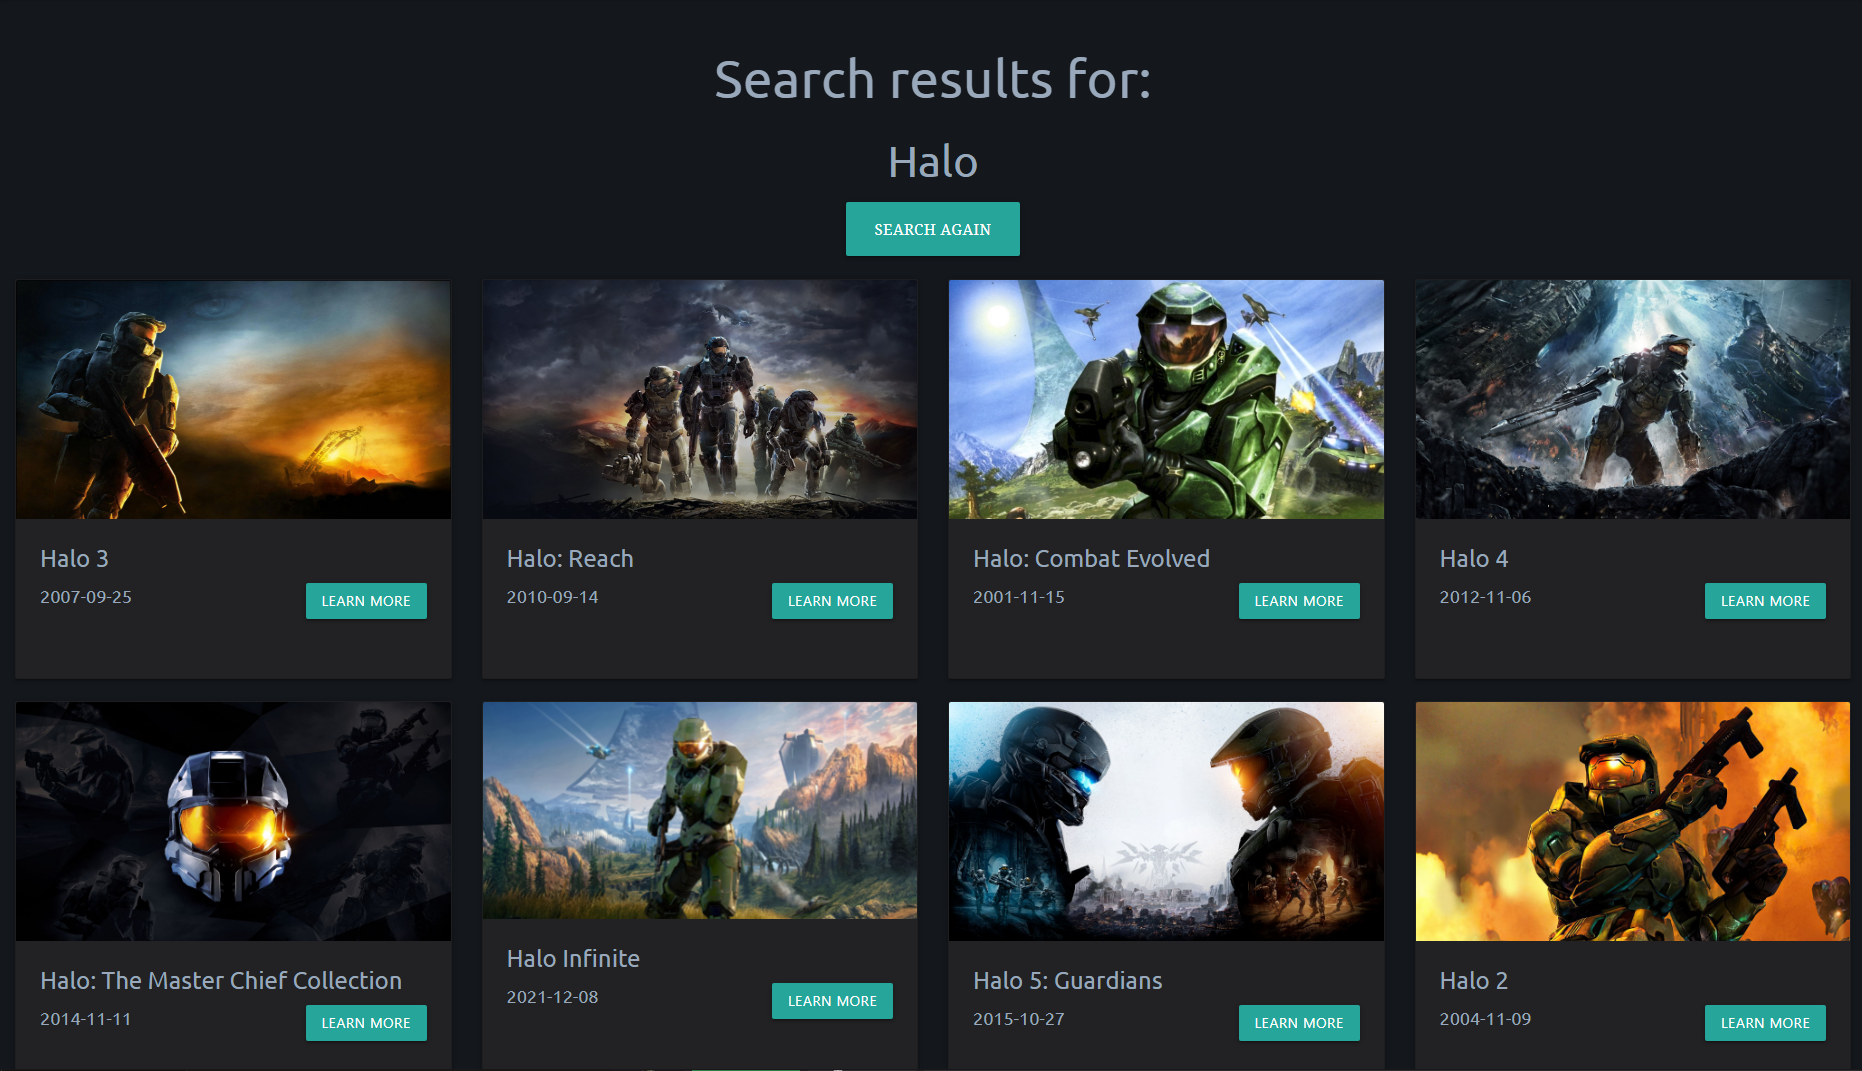 Search results for:
Halo
SEARCH AGAIN
Halo 3
2007-09-25
LEARN MORE
Halo: Reach
2010-09-14
LEARN MORE
Halo: Combat Evolved
2001-11-15
LEARN MORE
Halo 4
2012-11-06
LEARN MORE
Halo: The Master Chief Collection
2014-11-11
LEARN MORE
Halo Infinite
2021-12-08
LEARN MORE
Halo 5: Guardians
2015-10-27
LEARN MORE
Halo 2
2004-11-09
LEARN MORE